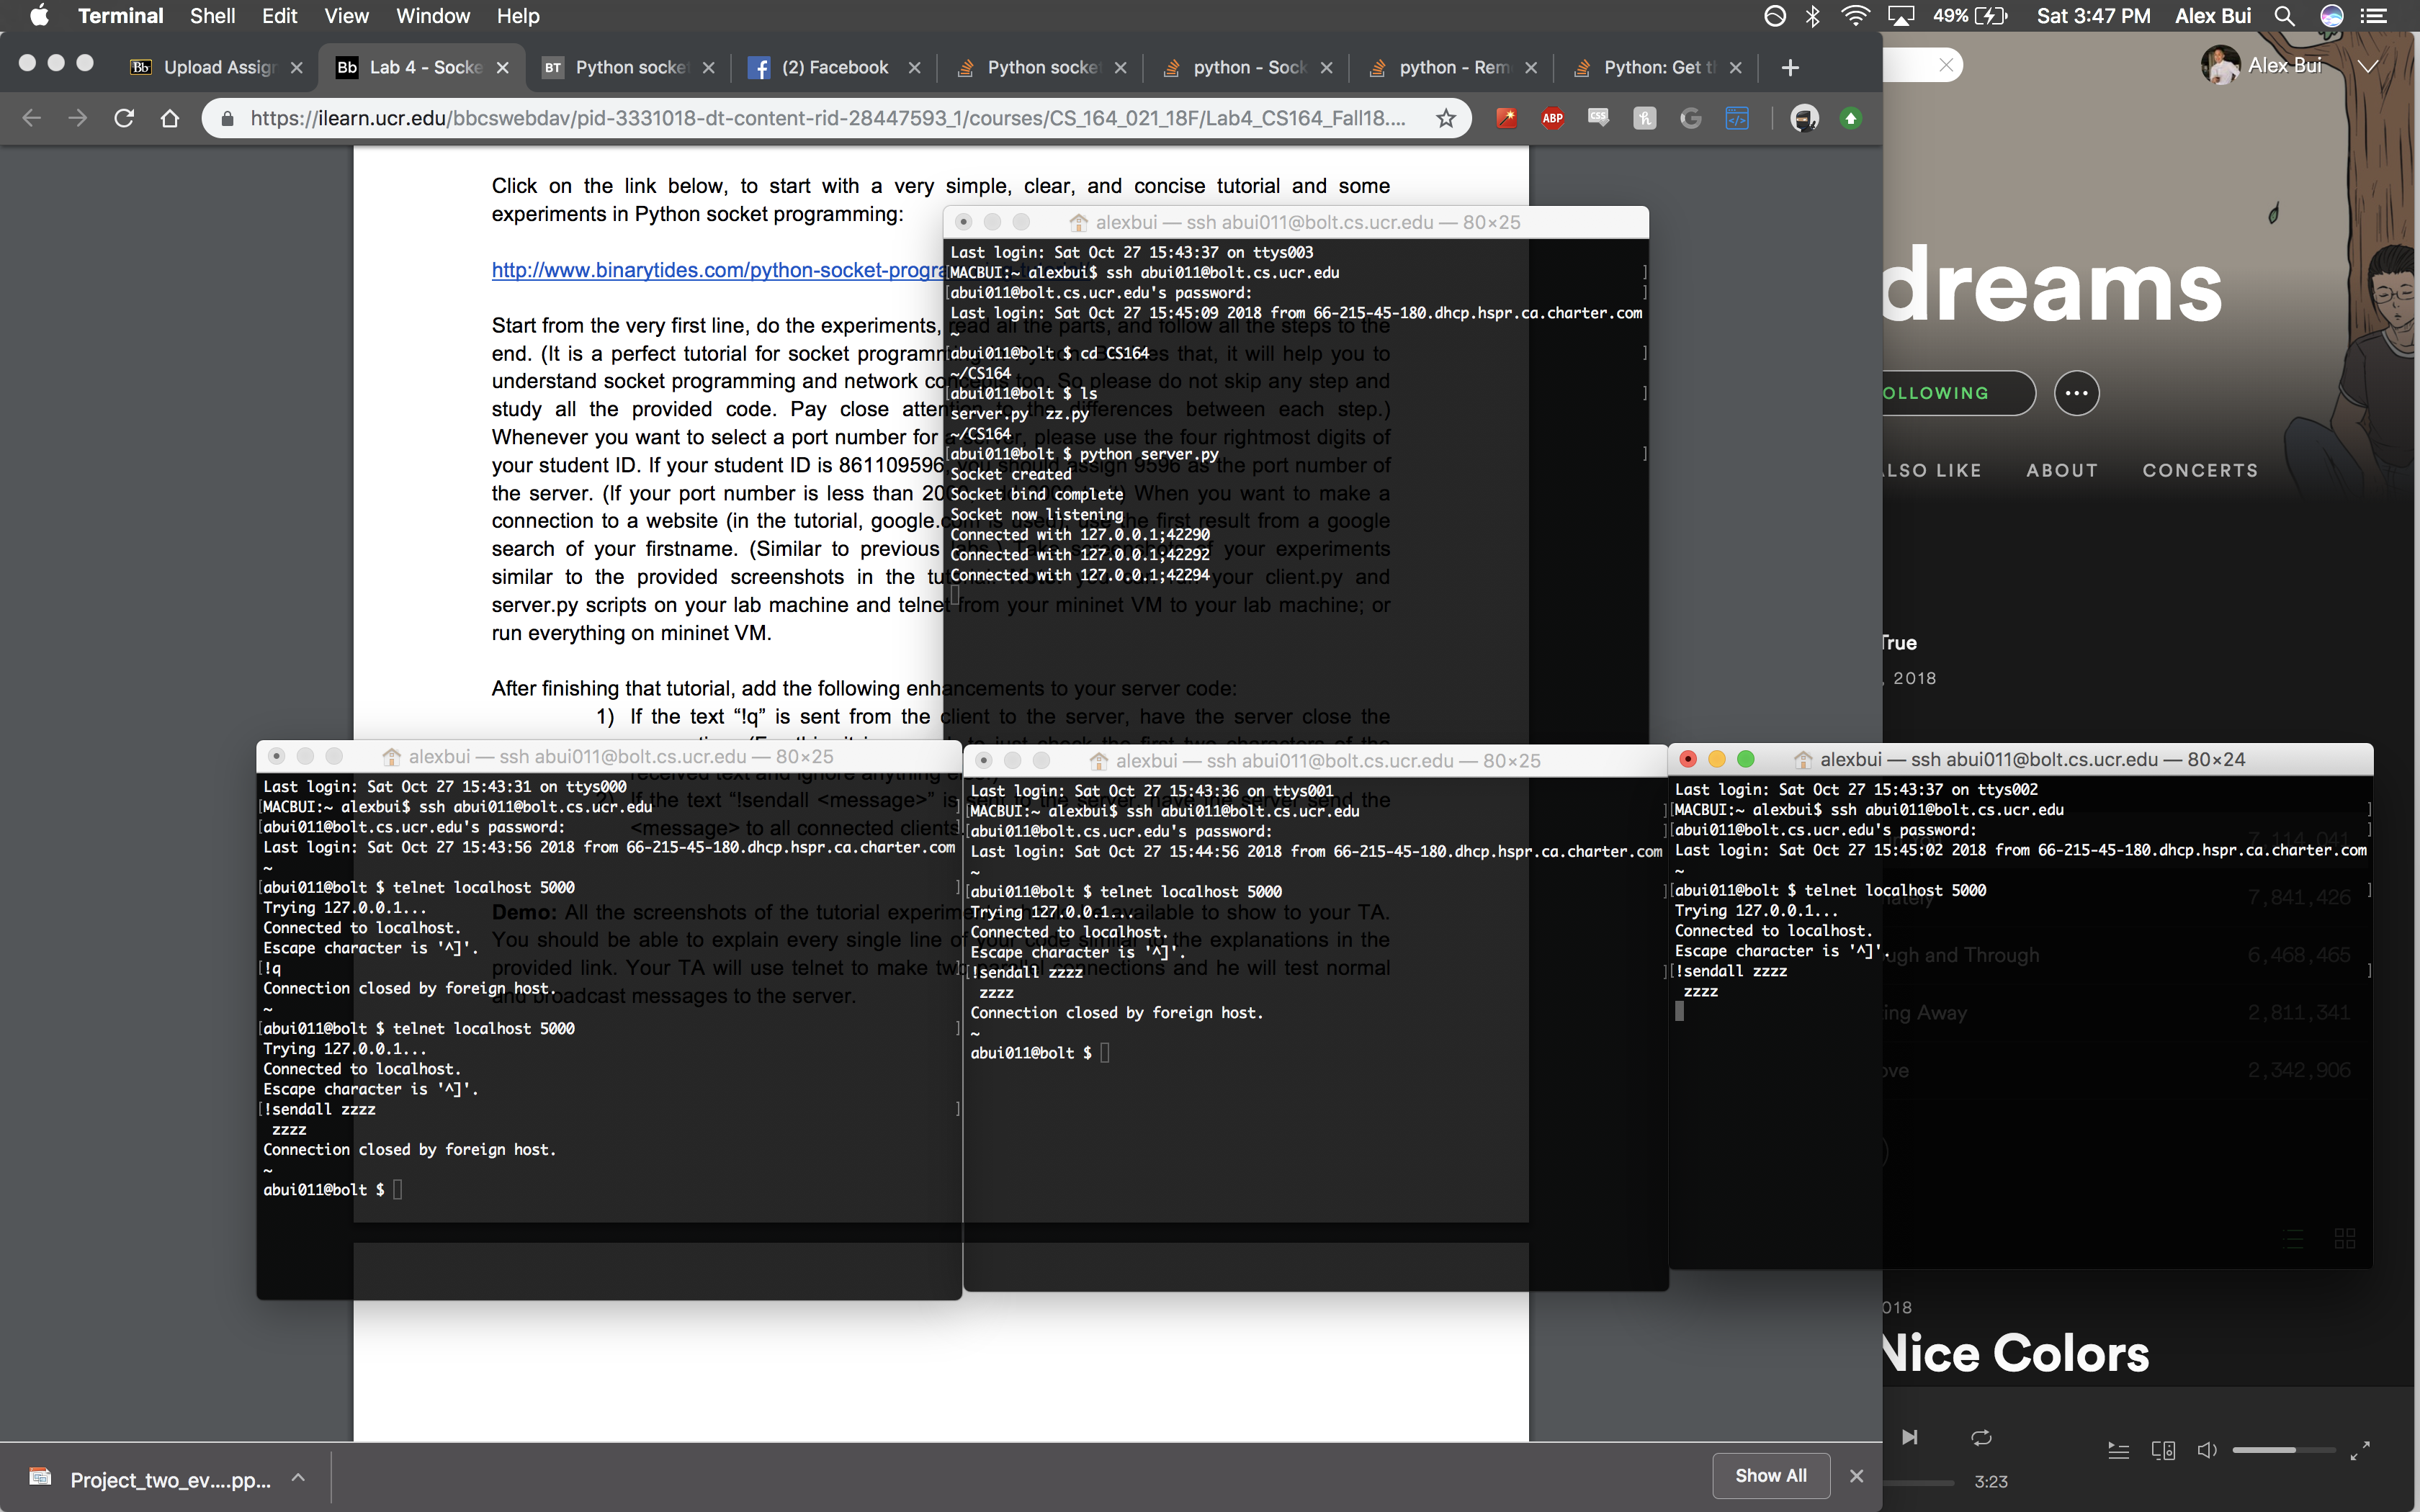 Terminal Shell Edit View Window Help
49% Sat 3:47 PM Alex Bui
Bb Upload Assig
Bb Lab 4 - Socke
BT Python socke
(2) Facebook
Python socke
python - Sock
python - Rem
Python: Get t
https://ilearn.ucr.edu/bbcswebdav/pid-3331018-dt-content-rid-28447593_1/courses/CS_164_021_18F/Lab4_CS164_Fall18....
ABP
CSS
Click on the link below, to start with a very simple, clear, and concise tutorial and some
experiments in Python socket programming:
http://www.binarytides.com/python-socket-progra
Start from the very first line, do the experiments, read all the parts, and follow all the steps to the
end. (It is a perfect tutorial for socket programm es that, it will help you to
understand socket programming and network concepts too. So please do not skip any step and
study all the provided code. Pay close attention to the differences between each step.)
Whenever you want to select a port number for a server, please use the four rightmost digits of
your student ID. If your student ID is 861109596, you should assign 9596 as the port number of
the server. (If your port number is less than 20 When you want to make a
connection to a website (in the tutorial, google.com is used), use the first result from a google
search of your firstname. (Similar to previous your experiments
similar to the provided screenshots in the tu your client.py and
server.py scripts on your lab machine and telnet from your mininet VM to your lab machine; or
run everything on mininet VM.
After finishing that tutorial, add the following enhancements to your server code:
1) If the text “!q” is sent from the client to the server, have the server close the
received text and ignore anything
2) If the text “!sendall <message>” is sent to the server, have the server send the
<message> to all connected clients.
Demo: All the screenshots of the tutorial experim available to show to your TA.
You should be able to explain every single line of your code similar to the explanations in the
provided link. Your TA will use telnet to make two parallel connections and he will test normal
and broadcast messages to the server.
alexbui — ssh abui011@bolt.cs.ucr.edu — 80×25
Last login: Sat Oct 27 15:43:37 on ttys003
[MACBUI:~ alexbui$ ssh abui011@bolt.cs.ucr.edu ]
[abui011@bolt.cs.ucr.edu's password: ]
Last login: Sat Oct 27 15:45:09 2018 from 66-215-45-180.dhcp.hspr.ca.charter.com
~
[abui011@bolt $ cd CS164 ]
~/CS164
[abui011@bolt $ ls ]
server.py zz.py
~/CS164
[abui011@bolt $ python server.py ]
Socket created
Socket bind complete
Socket now listening
Connected with 127.0.0.1;42290
Connected with 127.0.0.1;42292
Connected with 127.0.0.1;42294
alexbui — ssh abui011@bolt.cs.ucr.edu — 80×25
Last login: Sat Oct 27 15:43:31 on ttys000
[MACBUI:~ alexbui$ ssh abui011@bolt.cs.ucr.edu ]
[abui011@bolt.cs.ucr.edu's password: ]
Last login: Sat Oct 27 15:43:56 2018 from 66-215-45-180.dhcp.hspr.ca.charter.com
~
[abui011@bolt $ telnet localhost 5000 ]
Trying 127.0.0.1...
Connected to localhost.
Escape character is '^]'.
[!q ]
Connection closed by foreign host.
~
[abui011@bolt $ telnet localhost 5000 ]
Trying 127.0.0.1...
Connected to localhost.
Escape character is '^]'.
[!sendall zzzz ]
zzzz
Connection closed by foreign host.
~
abui011@bolt $
alexbui — ssh abui011@bolt.cs.ucr.edu — 80×25
Last login: Sat Oct 27 15:43:36 on ttys001
[MACBUI:~ alexbui$ ssh abui011@bolt.cs.ucr.edu ]
[abui011@bolt.cs.ucr.edu's password: ]
Last login: Sat Oct 27 15:44:56 2018 from 66-215-45-180.dhcp.hspr.ca.charter.com
~
[abui011@bolt $ telnet localhost 5000 ]
Trying 127.0.0.1...
Connected to localhost.
Escape character is '^]'.
[!sendall zzzz ]
zzzz
Connection closed by foreign host.
~
abui011@bolt $
alexbui — ssh abui011@bolt.cs.ucr.edu — 80×24
Last login: Sat Oct 27 15:43:37 on ttys002
[MACBUI:~ alexbui$ ssh abui011@bolt.cs.ucr.edu ]
[abui011@bolt.cs.ucr.edu's password: ]
Last login: Sat Oct 27 15:45:02 2018 from 66-215-45-180.dhcp.hspr.ca.charter.com
~
[abui011@bolt $ telnet localhost 5000 ]
Trying 127.0.0.1...
Connected to localhost.
Escape character is '^]'.
[!sendall zzzz ]
zzzz
Alex Bui
dreams
OLLOWING
ALSO LIKE ABOUT CONCERTS
True
, 2018
7,114,041
nately 7,841,426
ugh and Through 6,468,465
ing Away 2,811,341
ove 2,342,906
018
Nice Colors
3:23
Project_two_ev....pp...
Show All